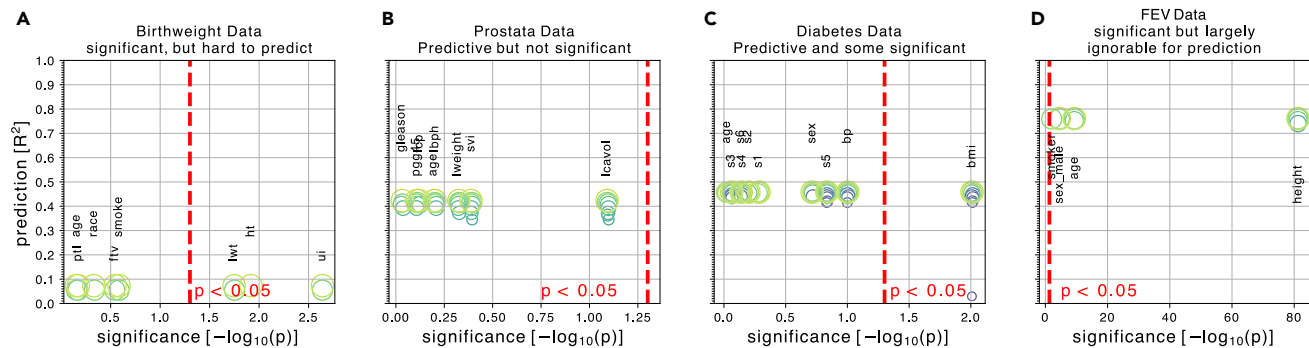 A
Birthweight Data
significant, but hard to predict
prediction [R²]
1.0
0.9
0.8
0.7
0.6
0.5
0.4
0.3
0.2
0.1
0.0
ptl
age
race
ftv
smoke
lwt
ht
ui
p < 0.05
0.5
1.0
1.5
2.0
2.5
significance [−log₁₀(p)]
B
Prostata Data
Predictive but not significant
gleason
lcp
age
lbph
lweight
svi
lcavol
p < 0.05
0.00
0.25
0.50
0.75
1.00
1.25
significance [−log₁₀(p)]
C
Diabetes Data
Predictive and some significant
age
s3
s6
s4
s2
s1
sex
s5
bp
bmi
p < 0.05
0.0
0.5
1.0
1.5
2.0
significance [−log₁₀(p)]
D
FEV Data
significant but largely
ignorable for prediction
smoker
sex_male
age
height
p < 0.05
0
20
40
60
80
significance [−log₁₀(p)]